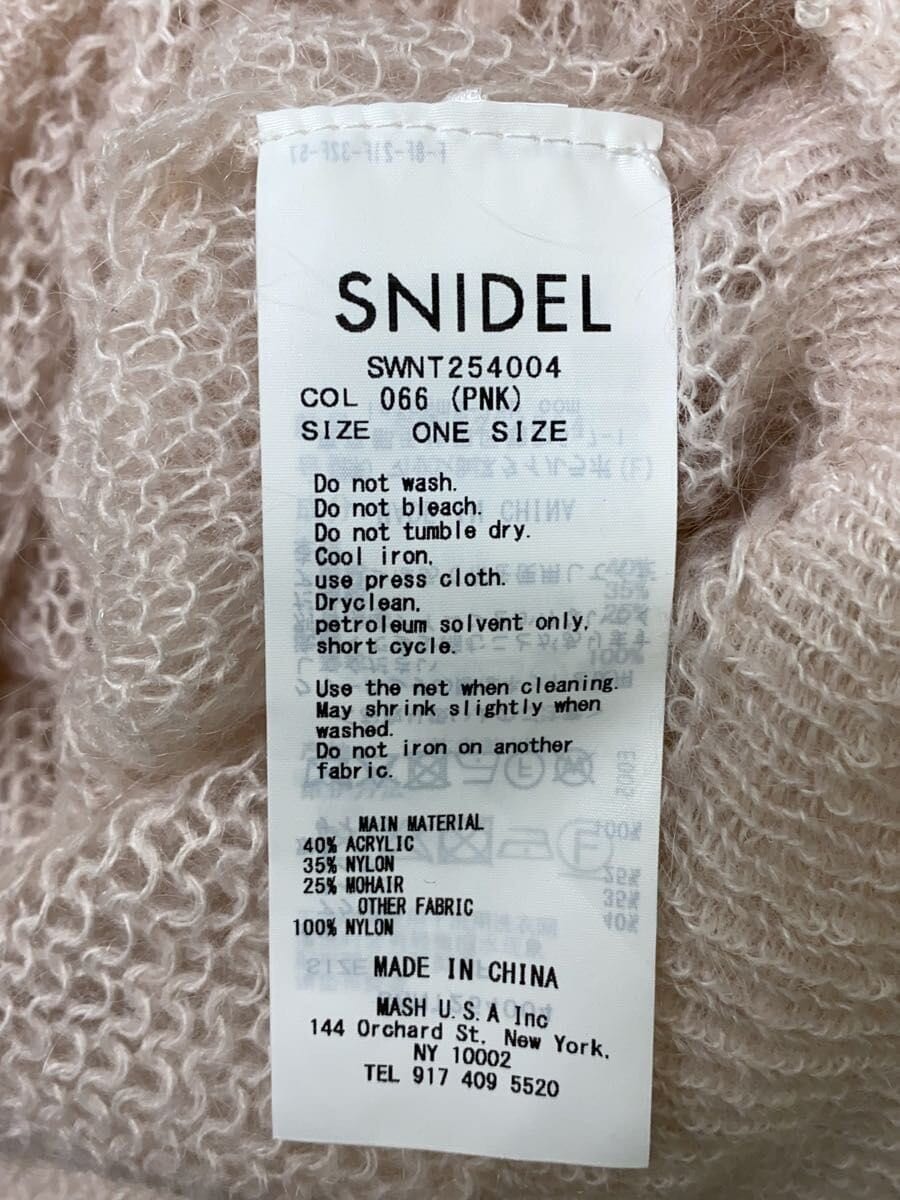 SNIDEL
SWNT254004
COL 066 (PNK)
SIZE ONE SIZE
Do not wash.
Do not bleach.
Do not tumble dry.
Cool iron,
use press cloth.
Dryclean,
petroleum solvent only,
short cycle.
Use the net when cleaning.
May shrink slightly when
washed.
Do not iron on another
fabric.
MAIN MATERIAL
40% ACRYLIC
35% NYLON
25% MOHAIR
OTHER FABRIC
100% NYLON
MADE IN CHINA
MASH U.S.A Inc
144 Orchard St. New York.
NY 10002
TEL 917 409 5520